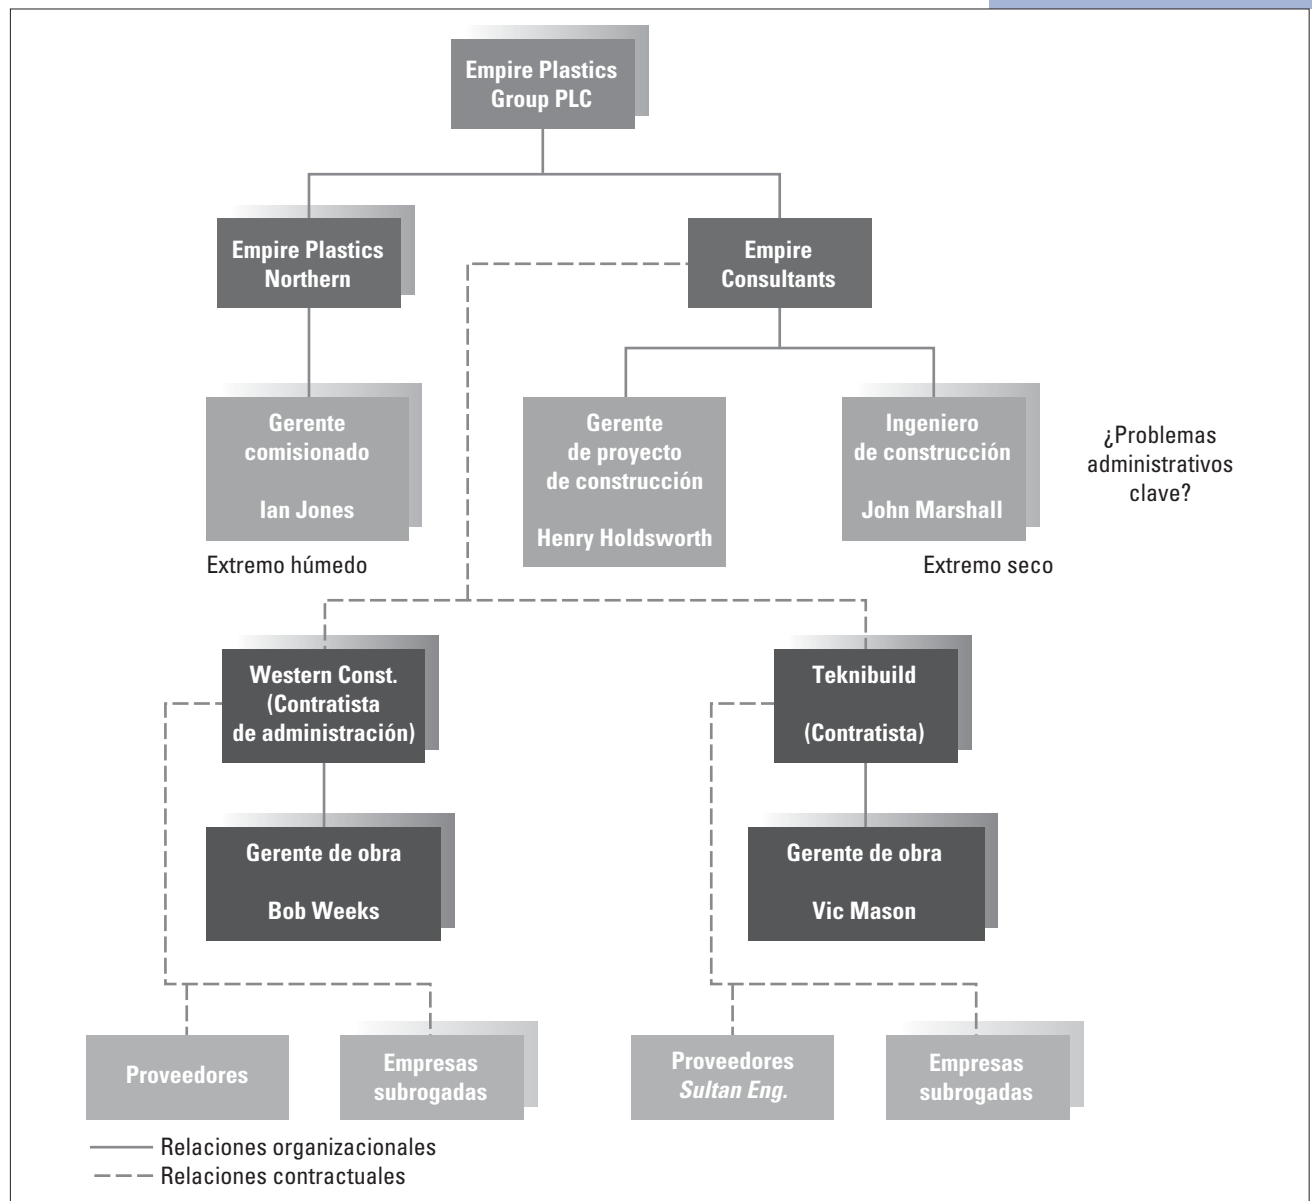 Empire Plastics
Group PLC
Empire Plastics
Northern
Empire
Consultants
Gerente
comisionado
Ian Jones
Gerente
de proyecto
de construcción
Henry Holdsworth
Ingeniero
de construcción
John Marshall
¿Problemas
administrativos
clave?
Extremo húmedo
Extremo seco
Western Const.
(Contratista
de administración)
Teknibuild
(Contratista)
Gerente de obra
Bob Weeks
Gerente de obra
Vic Mason
Proveedores
Empresas
subrogadas
Proveedores
Sultan Eng.
Empresas
subrogadas
Relaciones organizacionales
Relaciones contractuales